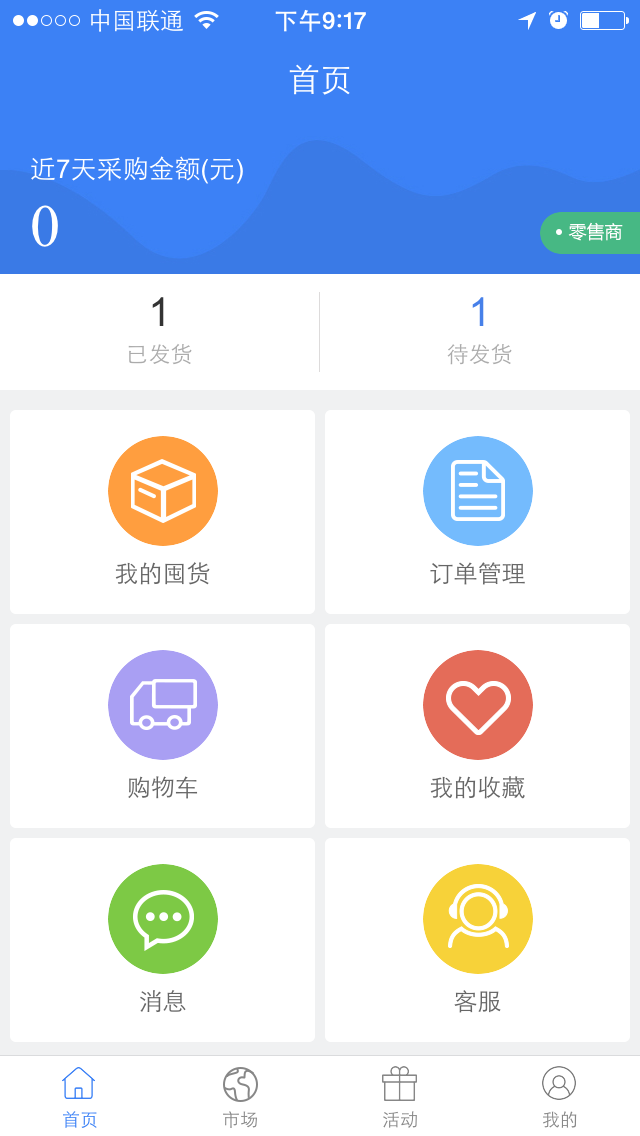 中国联通 下午9:17
首页
近7天采购金额(元)
0
零售商
1 1
已发货 待发货
我的囤货 订单管理
购物车 我的收藏
消息 客服
首页 市场 活动 我的